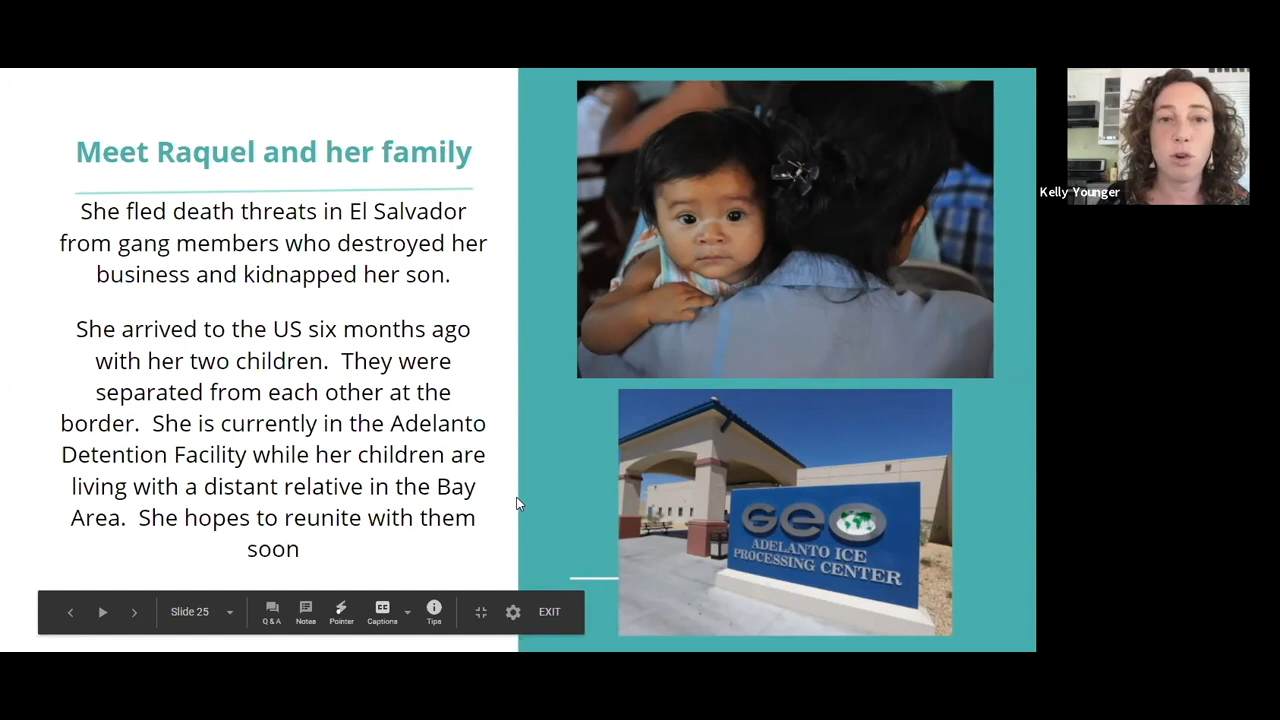 Meet Raquel and her family
She fled death threats in El Salvador
from gang members who destroyed her
business and kidnapped her son.
She arrived to the US six months ago
with her two children.  They were
separated from each other at the
border.  She is currently in the Adelanto
Detention Facility while her children are
living with a distant relative in the Bay
Area.  She hopes to reunite with them
soon
GEO
ADELANTO ICE
PROCESSING CENTER
Kelly Younger
Slide 25
Q & A
Notes
Pointer
CC
Captions
Tips
EXIT